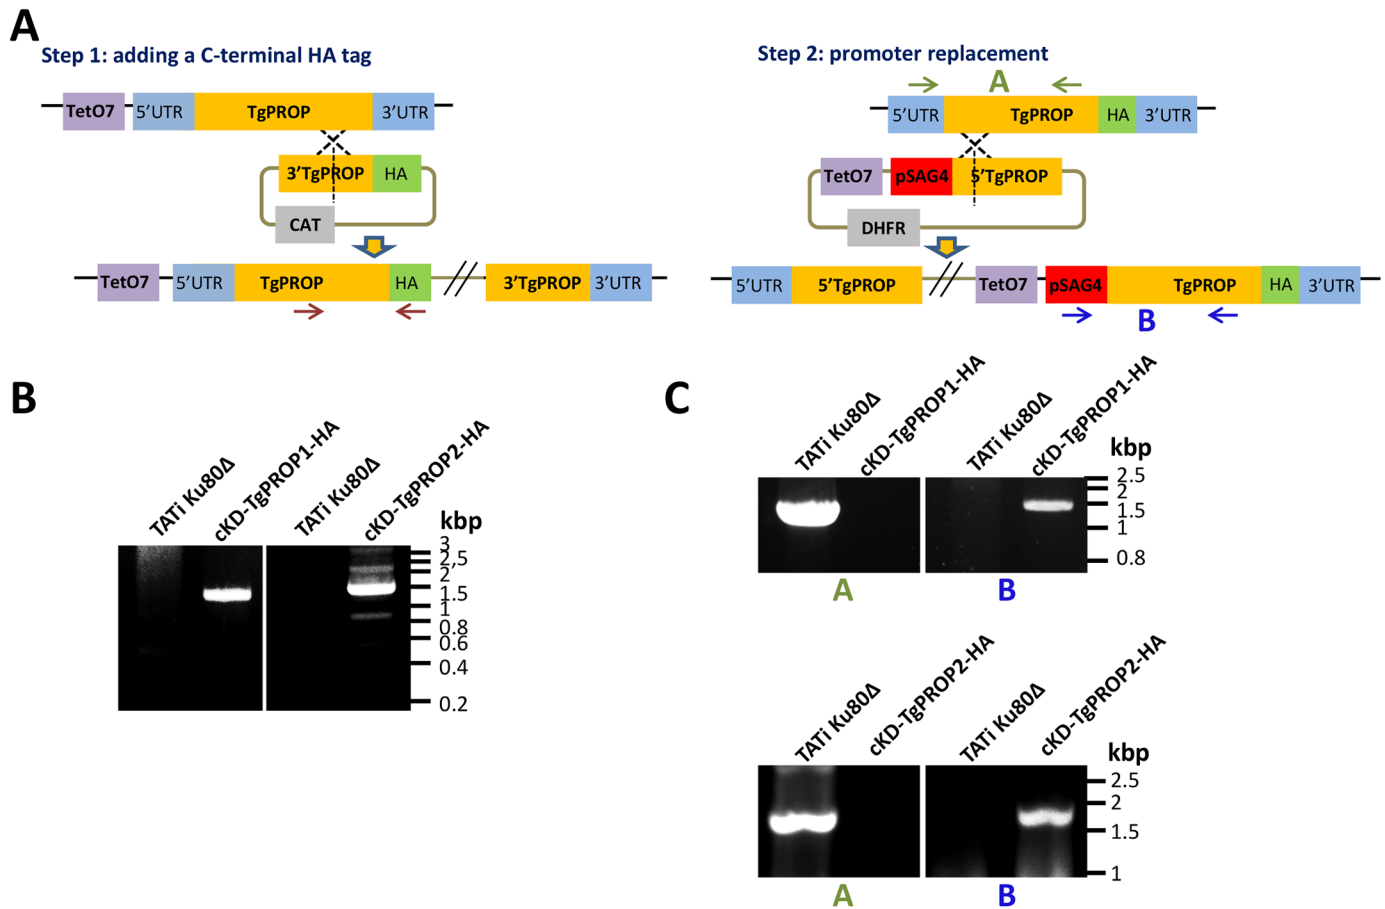 A
Step 1: adding a C-terminal HA tag
TetO7 5’UTR TgPROP 3’UTR
3’TgPROP HA
CAT
TetO7 5’UTR TgPROP HA 3’TgPROP 3’UTR
Step 2: promoter replacement
A
5’UTR TgPROP HA 3’UTR
TetO7 pSAG4 5’TgPROP
DHFR
5’UTR 5’TgPROP TetO7 pSAG4 TgPROP HA 3’UTR
B
B
TATi Ku80Δ
cKD-TgPROP1-HA
TATi Ku80Δ
cKD-TgPROP2-HA
kbp
3
2,5
2
1.5
1
0.8
0.6
0.4
0.2
C
TATi Ku80Δ
cKD-TgPROP1-HA
TATi Ku80Δ
cKD-TgPROP1-HA
kbp
2.5
2
1.5
1
0.8
A B
TATi Ku80Δ
cKD-TgPROP2-HA
TATi Ku80Δ
cKD-TgPROP2-HA
kbp
2.5
2
1.5
1
A B